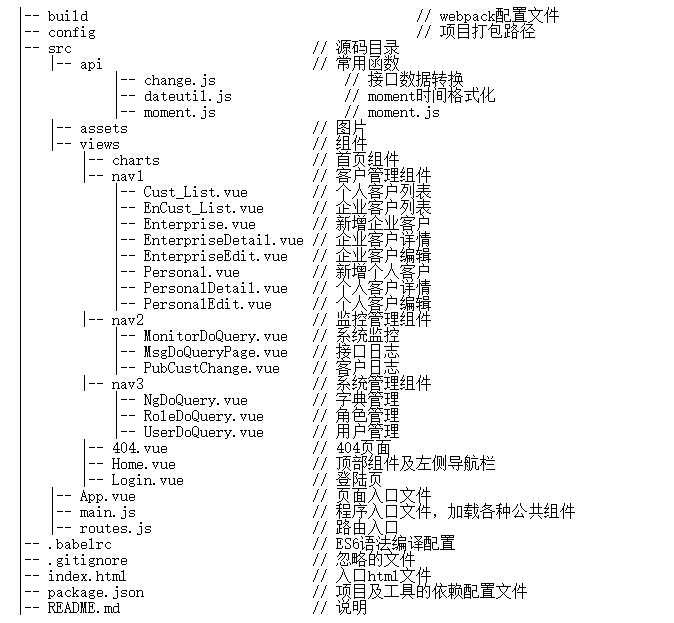 |-- build                                            // webpack配置文件
|-- config                                           // 项目打包路径
|-- src                                 // 源码目录
|   |-- api                             // 常用函数
|           |-- change.js                   // 接口数据转换
|           |-- dateutil.js                 // moment时间格式化
|           |-- moment.js                   // moment.js
|   |-- assets                          // 图片
|   |-- views                           // 组件
|       |-- charts                      // 首页组件
|       |-- nav1                        // 客户管理组件
|           |-- Cust_List.vue           // 个人客户列表
|           |-- EnCust_List.vue         // 企业客户列表
|           |-- Enterprise.vue          // 新增企业客户
|           |-- EnterpriseDetail.vue    // 企业客户详情
|           |-- EnterpriseEdit.vue      // 企业客户编辑
|           |-- Personal.vue            // 新增个人客户
|           |-- PersonalDetail.vue      // 个人客户详情
|           |-- PersonalEdit.vue        // 个人客户编辑
|       |-- nav2                        // 监控管理组件
|           |-- MonitorDoQuery.vue      // 系统监控
|           |-- MsgDoQueryPage.vue      // 接口日志
|           |-- PubCustChange.vue       // 客户日志
|       |-- nav3                        // 系统管理组件
|           |-- NgDoQuery.vue           // 字典管理
|           |-- RoleDoQuery.vue         // 角色管理
|           |-- UserDoQuery.vue         // 用户管理
|       |-- 404.vue                     // 404页面
|       |-- Home.vue                    // 顶部组件及左侧导航栏
|       |-- Login.vue                   // 登陆页
|   |-- App.vue                         // 页面入口文件
|   |-- main.js                         // 程序入口文件，加载各种公共组件
|   |-- routes.js                       // 路由入口
|-- .babelrc                            // ES6语法编译配置
|-- .gitignore                          // 忽略的文件
|-- index.html                          // 入口html文件
|-- package.json                        // 项目及工具的依赖配置文件
|-- README.md                           // 说明